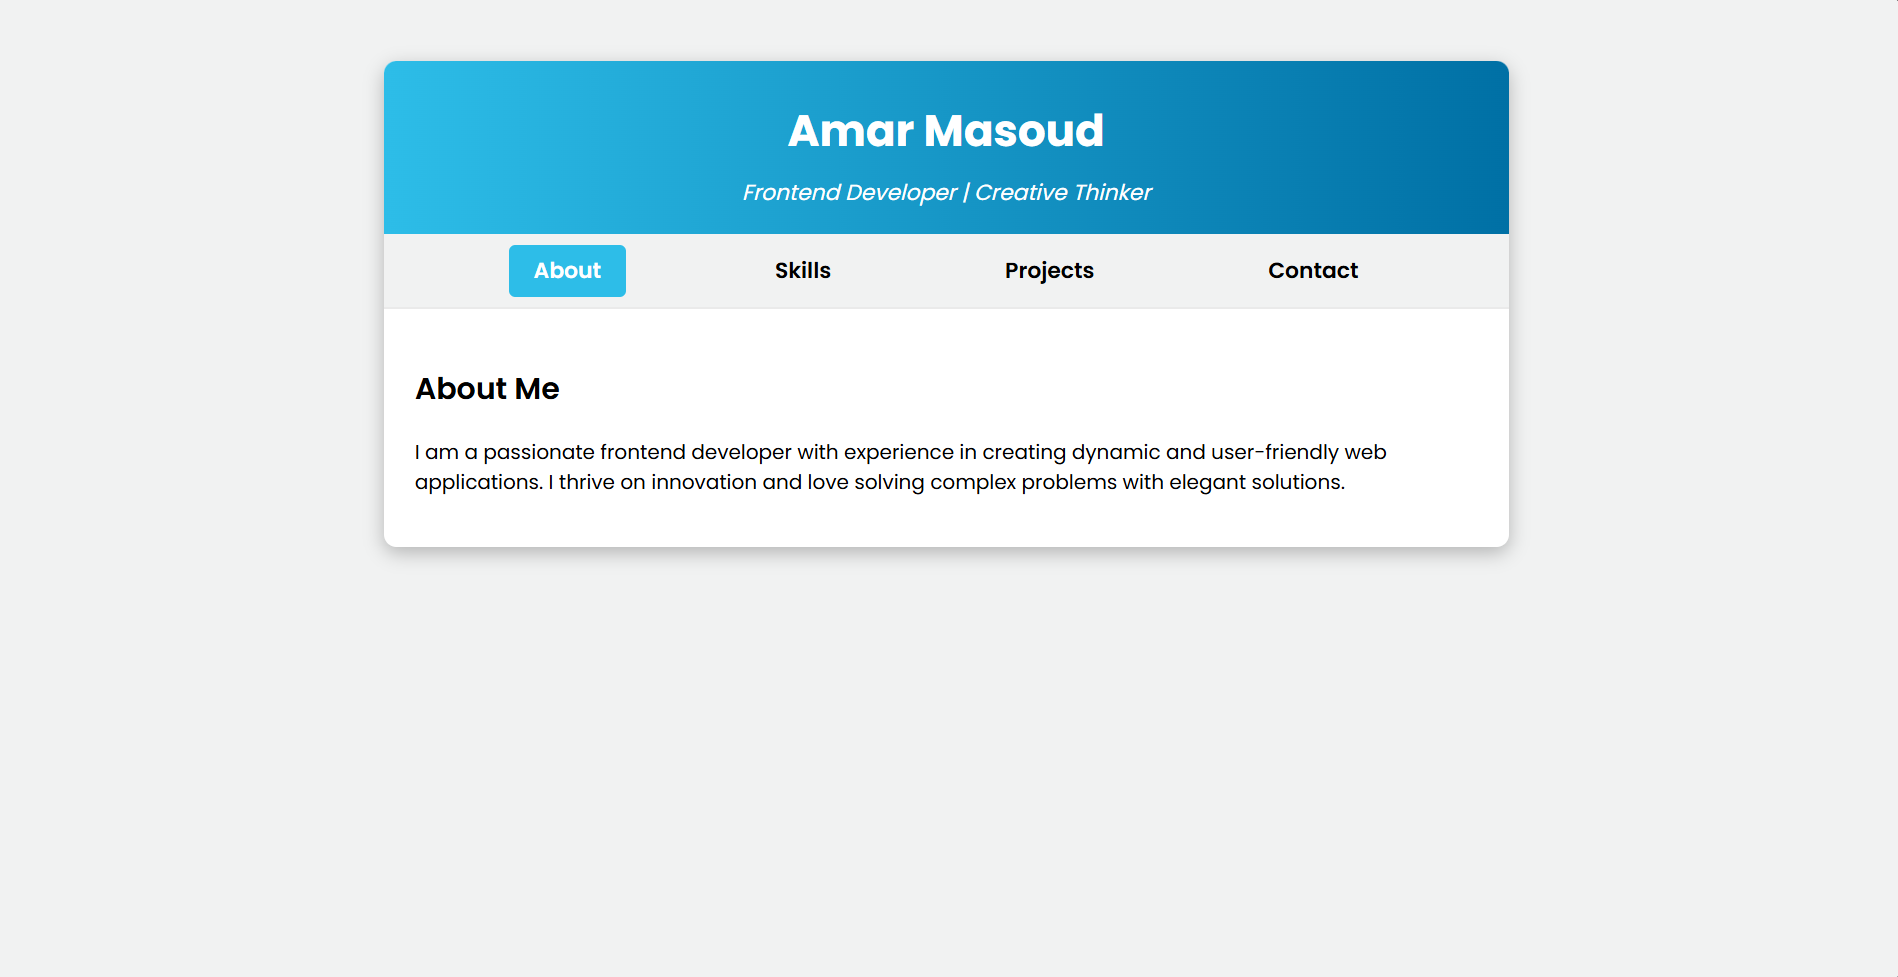 Amar Masoud
Frontend Developer | Creative Thinker
About Skills Projects Contact
About Me
I am a passionate frontend developer with experience in creating dynamic and user-friendly web
applications. I thrive on innovation and love solving complex problems with elegant solutions.